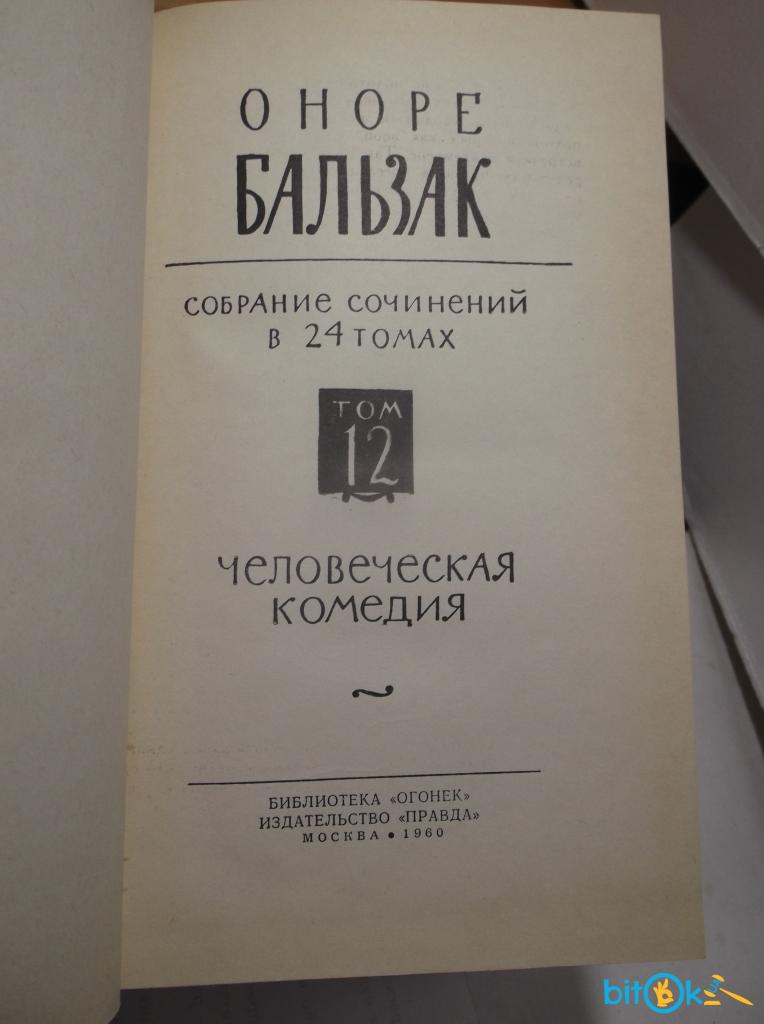 ОНОРЕ
БАЛЬЗАК
СОБРАНИЕ СОЧИНЕНИЙ
В 24 ТОМАХ
ТОМ
12
ЧЕЛОВЕЧЕСКАЯ
КОМЕДИЯ
БИБЛИОТЕКА «ОГОНЕК»
ИЗДАТЕЛЬСТВО «ПРАВДА»
МОСКВА • 1960
bitok